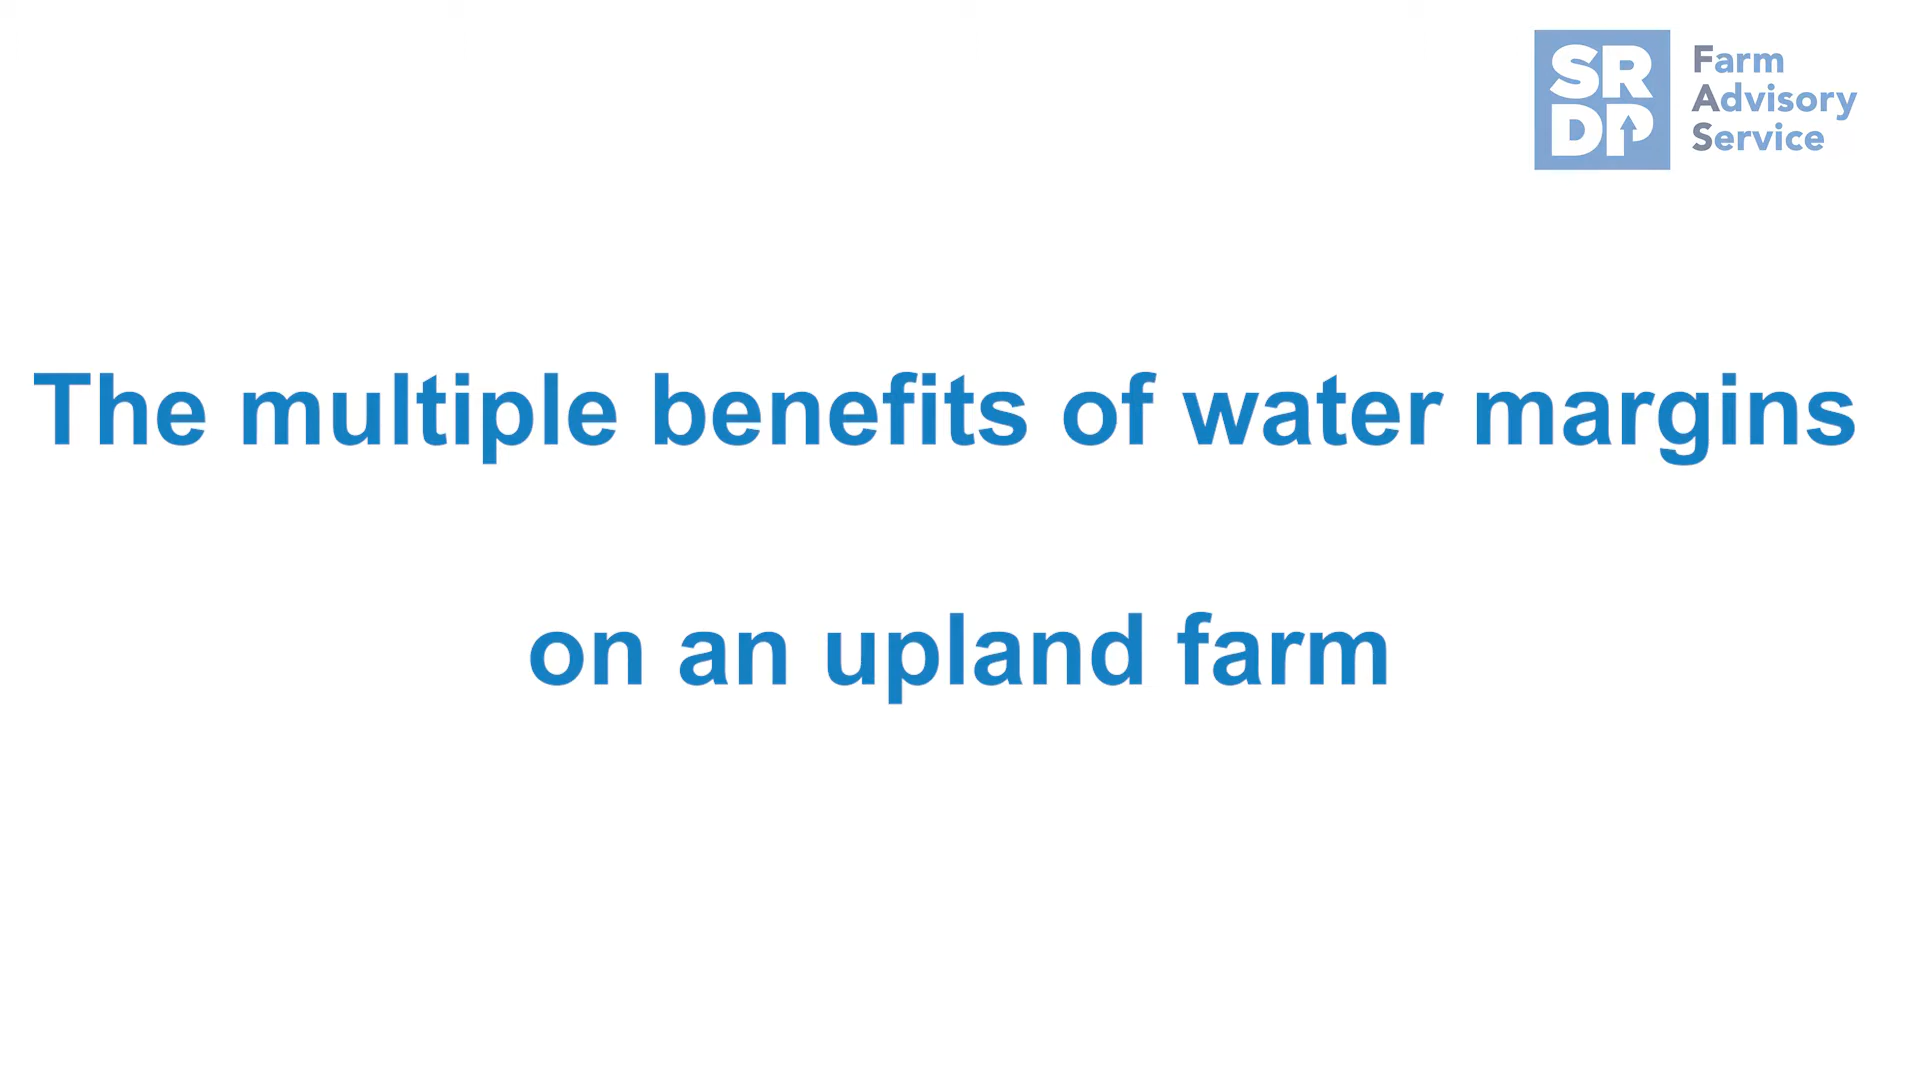 SR
DP
Farm
Advisory
Service
The multiple benefits of water margins
on an upland farm